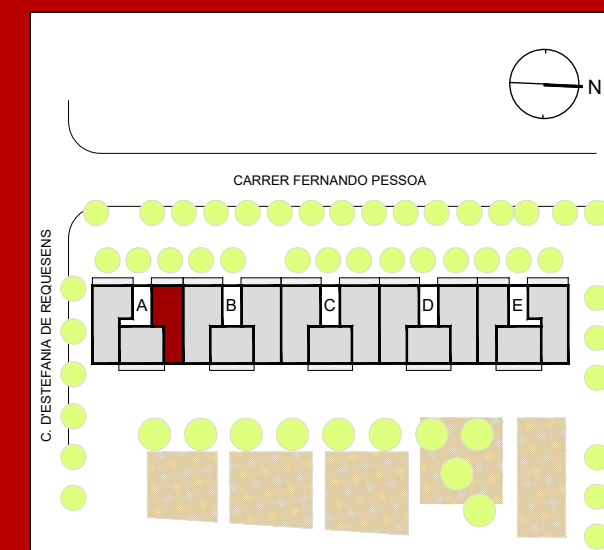 N
CARRER FERNANDO PESSOA
C. D'ESTEFANIA DE REQUESENS
A
B
C
D
E